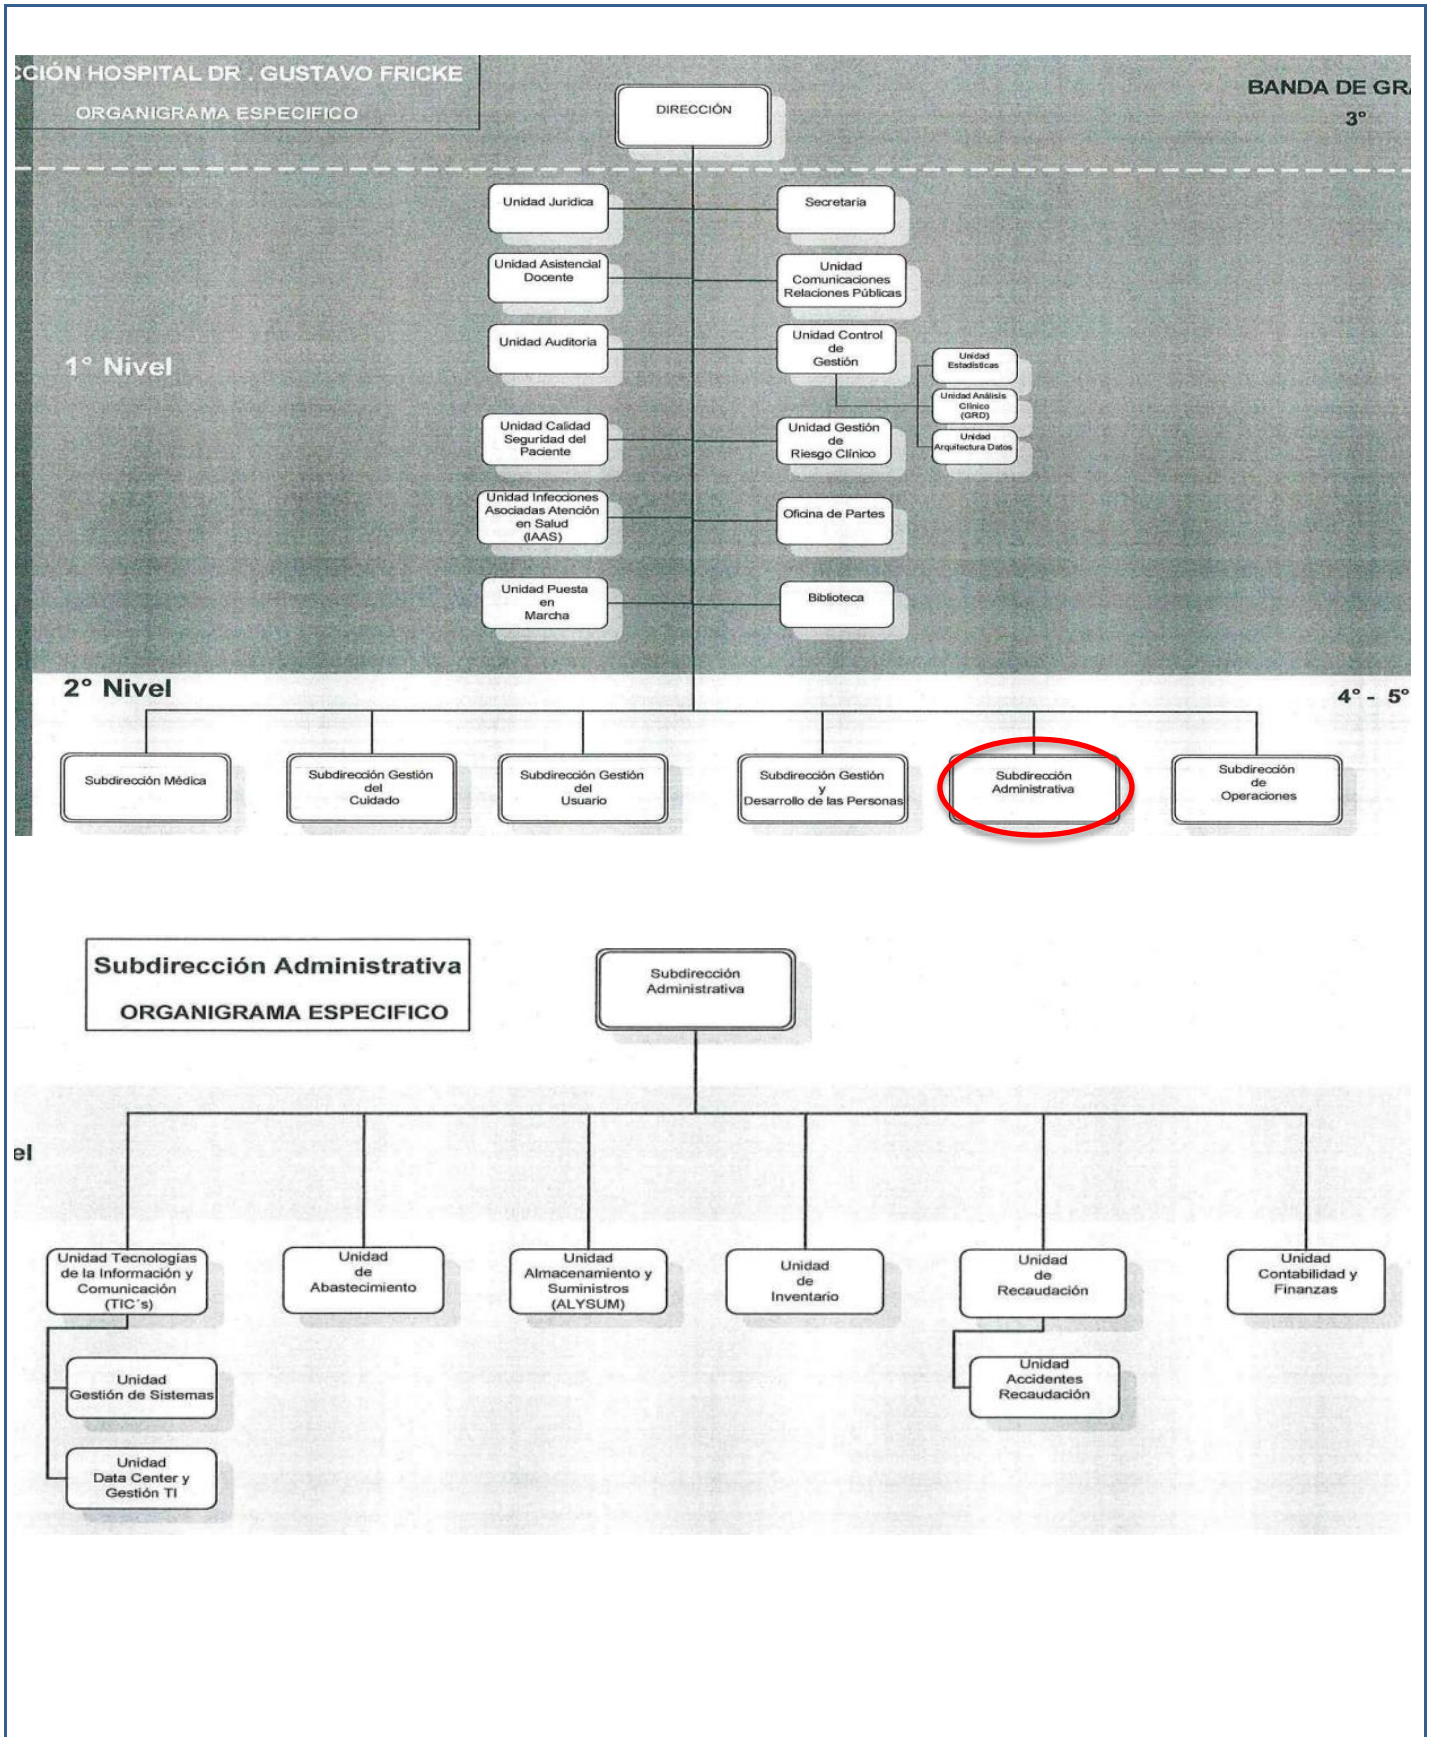 CCIÓN HOSPITAL DR . GUSTAVO FRICKE
ORGANIGRAMA ESPECIFICO
DIRECCIÓN
BANDA DE GRA
3°
1° Nivel
Unidad Juridica
Secretaría
Unidad Asistencial
Docente
Unidad
Comunicaciones
Relaciones Públicas
Unidad Auditoria
Unidad Control
de
Gestión
Unidad
Estadísticas
Unidad Análisis
Clínico
(GRD)
Unidad
Arquitectura Datos
Unidad Calidad
Seguridad del
Paciente
Unidad Gestión
de
Riesgo Clínico
Unidad Infecciones
Asociadas Atención
en Salud
(IAAS)
Oficina de Partes
Unidad Puesta
en
Marcha
Biblioteca
2° Nivel
4° - 5°
Subdirección Médica
Subdirección Gestión
del
Cuidado
Subdirección Gestión
del
Usuario
Subdirección Gestión
y
Desarrollo de las Personas
Subdirección
Administrativa
Subdirección
de
Operaciones
Subdirección Administrativa
ORGANIGRAMA ESPECIFICO
Subdirección
Administrativa
el
Unidad Tecnologías
de la Información y
Comunicación
(TIC´s)
Unidad
de
Abastecimiento
Unidad
Almacenamiento y
Suministros
(ALYSUM)
Unidad
de
Inventario
Unidad
de
Recaudación
Unidad
Contabilidad y
Finanzas
Unidad
Gestión de Sistemas
Unidad
Accidentes
Recaudación
Unidad
Data Center y
Gestión TI